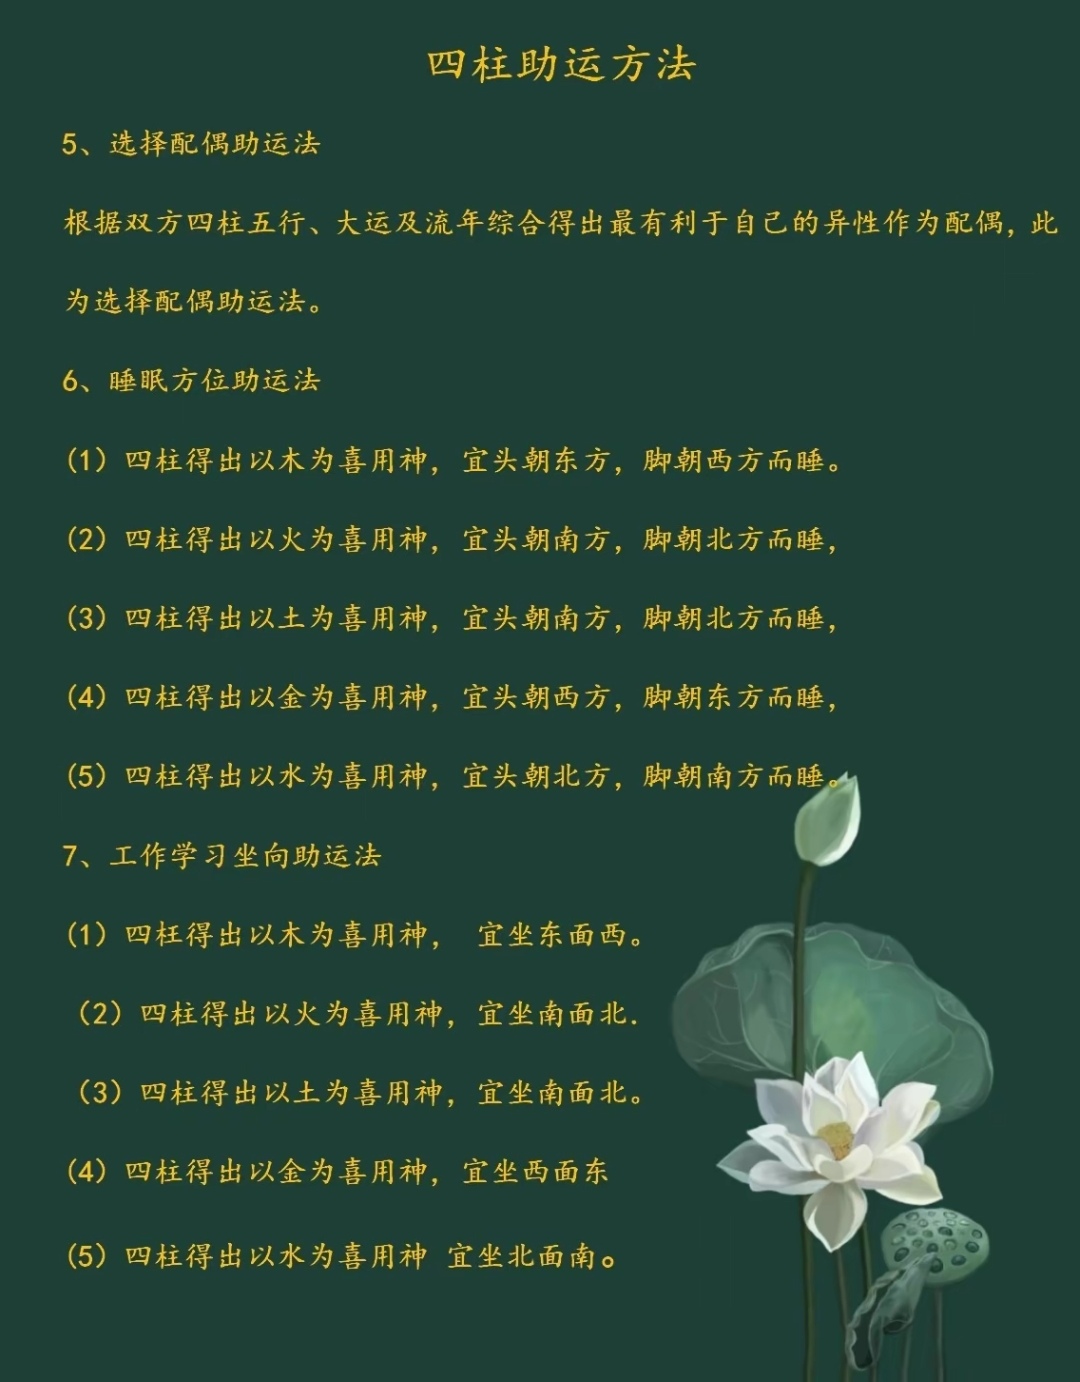 四柱助运方法
5、选择配偶助运法
根据双方四柱五行、大运及流年综合得出最有利于自己的异性作为配偶，此
为选择配偶助运法。
6、睡眠方位助运法
（1）四柱得出以木为喜用神，宜头朝东方，脚朝西方而睡。
（2）四柱得出以火为喜用神，宜头朝南方，脚朝北方而睡，
（3）四柱得出以土为喜用神，宜头朝南方，脚朝北方而睡，
（4）四柱得出以金为喜用神，宜头朝西方，脚朝东方而睡，
（5）四柱得出以水为喜用神，宜头朝北方，脚朝南方而睡。
7、工作学习坐向助运法
（1）四枉得出以木为喜用神， 宜坐东面西。
（2）四柱得出以火为喜用神，宜坐南面北.
（3）四柱得出以土为喜用神，宜坐南面北。
（4）四柱得出以金为喜用神，宜坐西面东
（5）四柱得出以水为喜用神 宜坐北面南。